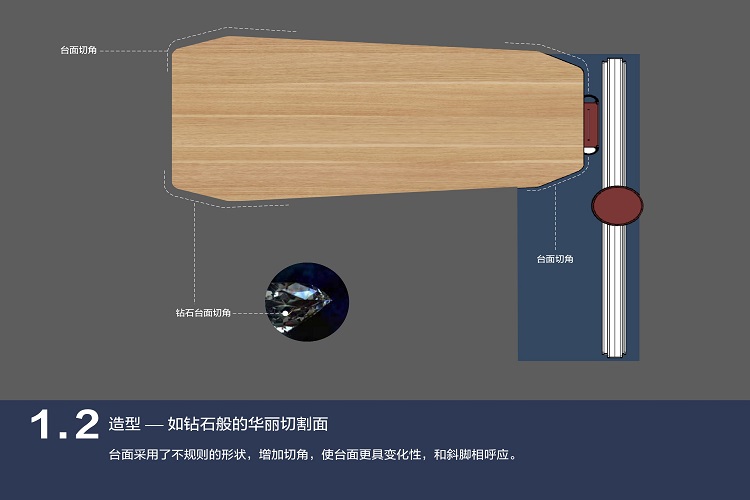 台面切角
台面切角
钻石台面切角
1.2 造型 — 如钻石般的华丽切割面
台面采用了不规则的形状，增加切角，使台面更具变化性，和斜脚相呼应。